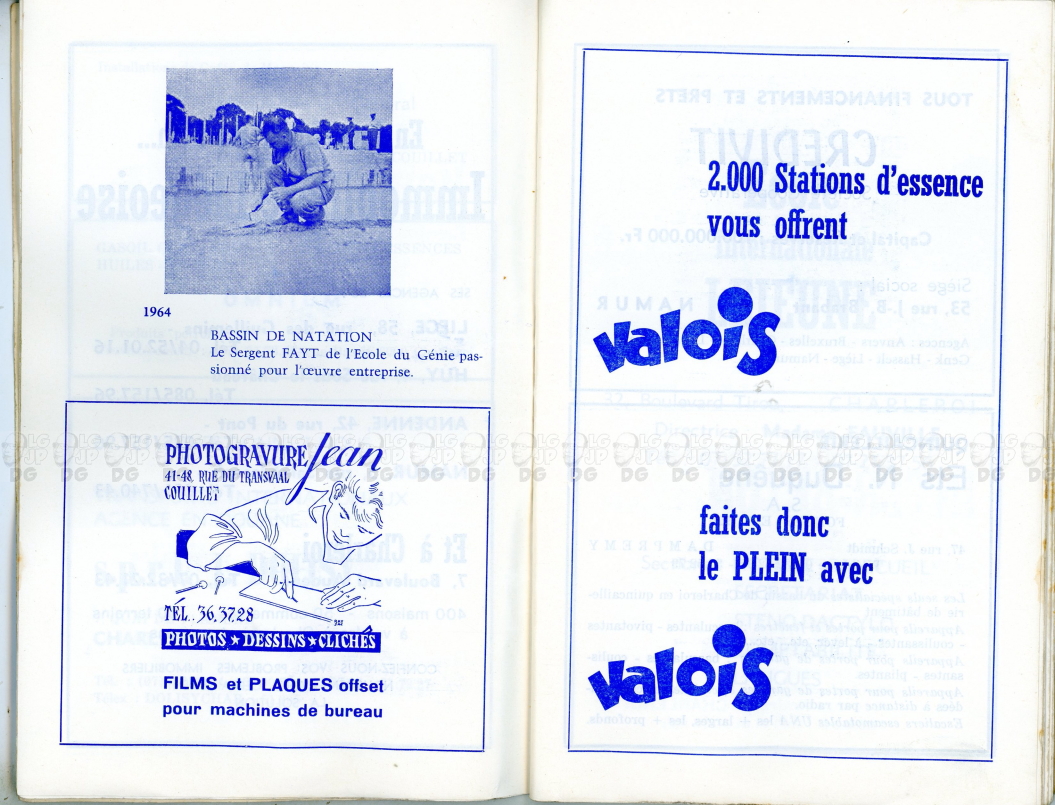 1964
BASSIN DE NATATION
Le Sergent FAYT de l'Ecole du Génie pas-
sionné pour l'œuvre entreprise.
PHOTOGRAVURE Jean
41-48, RUE DU TRANSVAAL
COUILLET
TÉL. 36.37.28
PHOTOS ★ DESSINS ★ CLICHÉS
FILMS et PLAQUES offset
pour machines de bureau
2.000 Stations d'essence
vous offrent
valois
faites donc
le PLEIN avec
valois